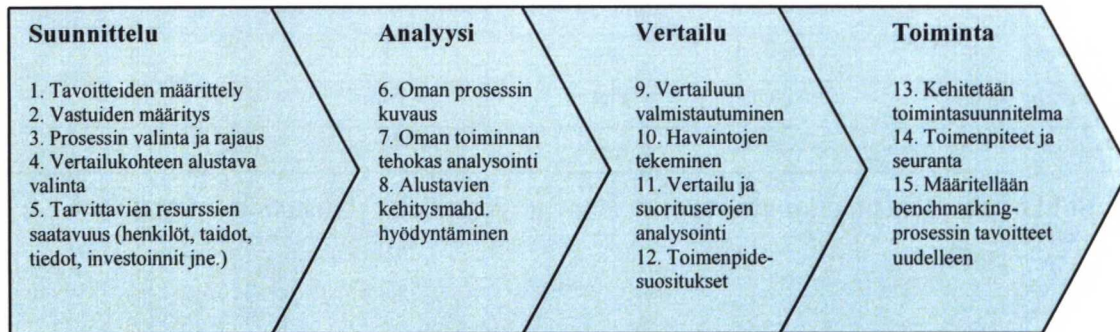 Suunnittelu
1. Tavoitteiden määrittely
2. Vastuiden määritys
3. Prosessin valinta ja rajaus
4. Vertailukohteen alustava
valinta
5. Tarvittavien resurssien
saatavuus (henkilöt, taidot,
tiedot, investoinnit jne.)
Analyysi
6. Oman prosessin
kuvaus
7. Oman toiminnan
tehokas analysointi
8. Alustavien
kehitysmahd.
hyödyntäminen
Vertailu
9. Vertailuun
valmistautuminen
10. Havaintojen
tekeminen
11. Vertailu ja
suorituserojen
analysointi
12. Toimenpide-
suositukset
Toiminta
13. Kehitetään
toimintasuunnitelma
14. Toimenpiteet ja
seuranta
15. Määritellään
benchmarking-
prosessin tavoitteet
uudelleen